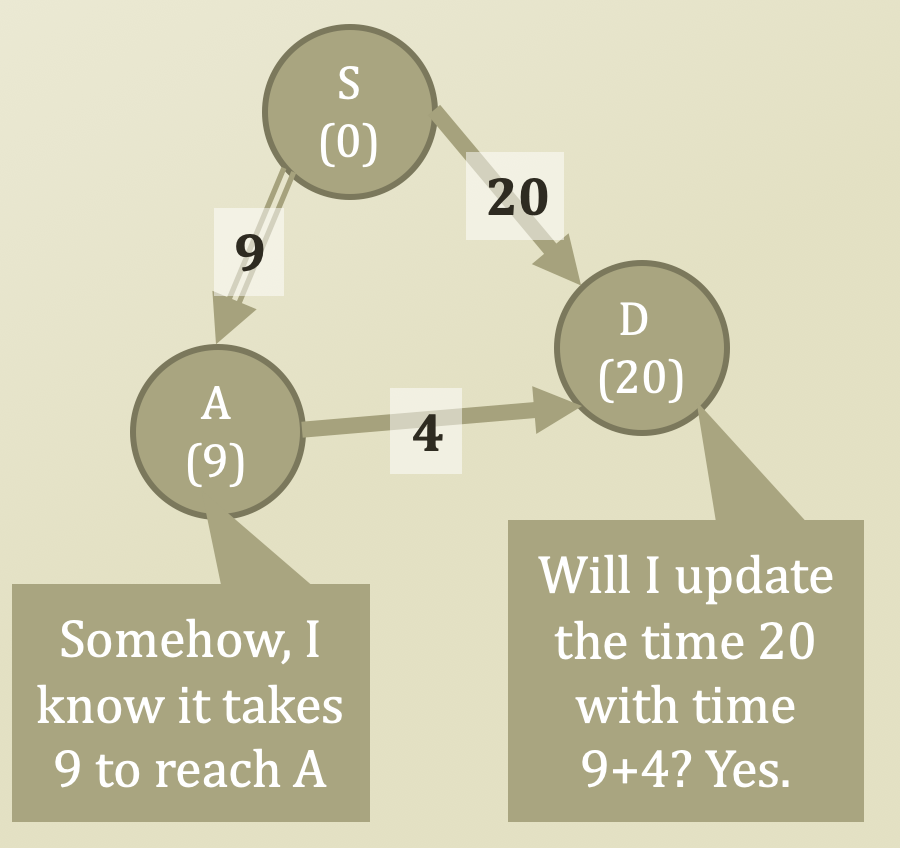 S
(0)
20
9
D
(20)
A
(9)
4
Somehow, I
know it takes
9 to reach A
Will I update
the time 20
with time
9+4? Yes.